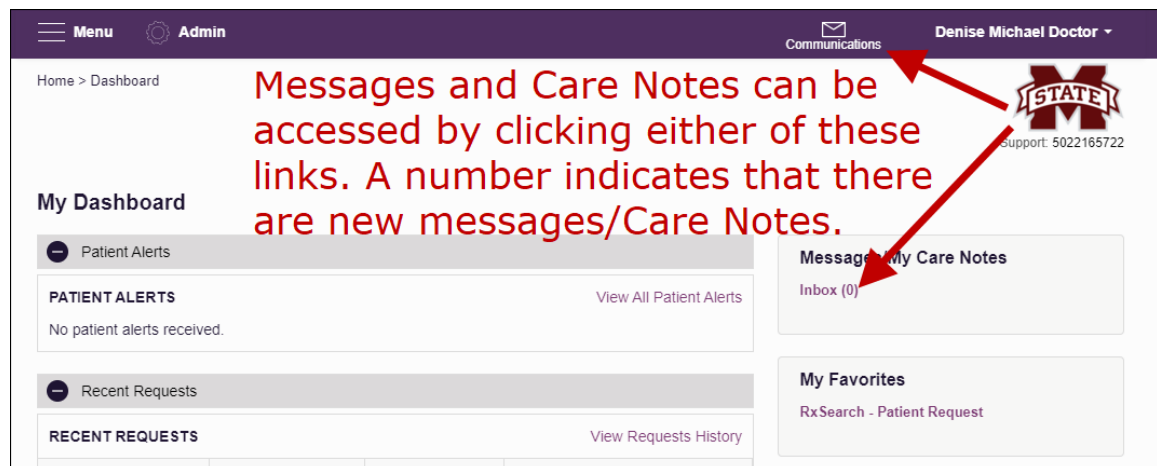 Menu
Admin
Communications
Denise Michael Doctor
Home > Dashboard
Messages and Care Notes can be
accessed by clicking either of these
links. A number indicates that there
are new messages/Care Notes.
STATE
Support: 5022165722
My Dashboard
Patient Alerts
PATIENT ALERTS
View All Patient Alerts
No patient alerts received.
Recent Requests
RECENT REQUESTS
View Requests History
Messages/My Care Notes
Inbox (0)
My Favorites
RxSearch - Patient Request